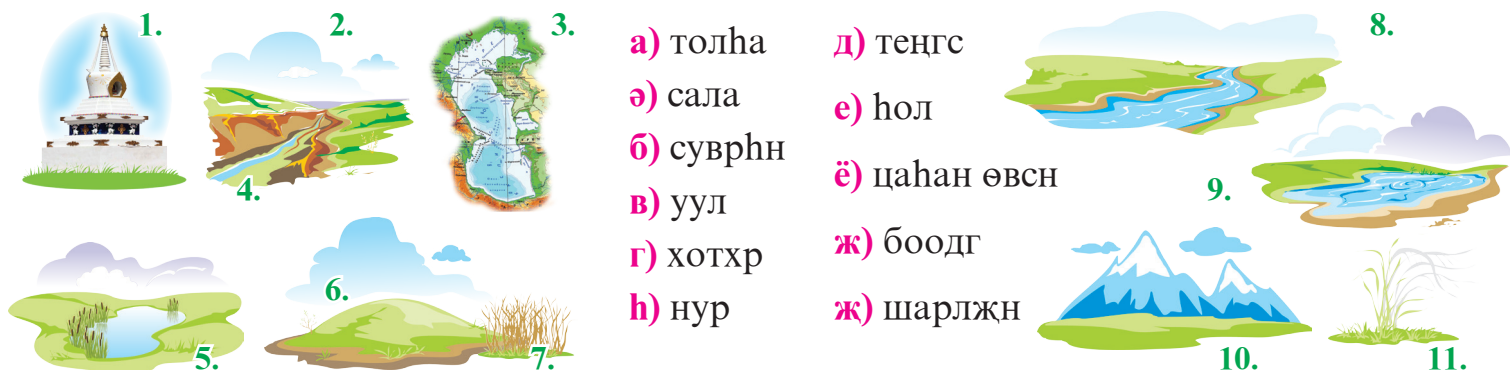 1.
2.
3.
4.
5.
6.
7.
а) толһа
ә) сала
б) суврһн
в) уул
г) хотхр
һ) нур
д) теңгс
е) һол
ё) цаһан өвсн
ж) боодг
ж) шарлҗн
8.
9.
10.
11.